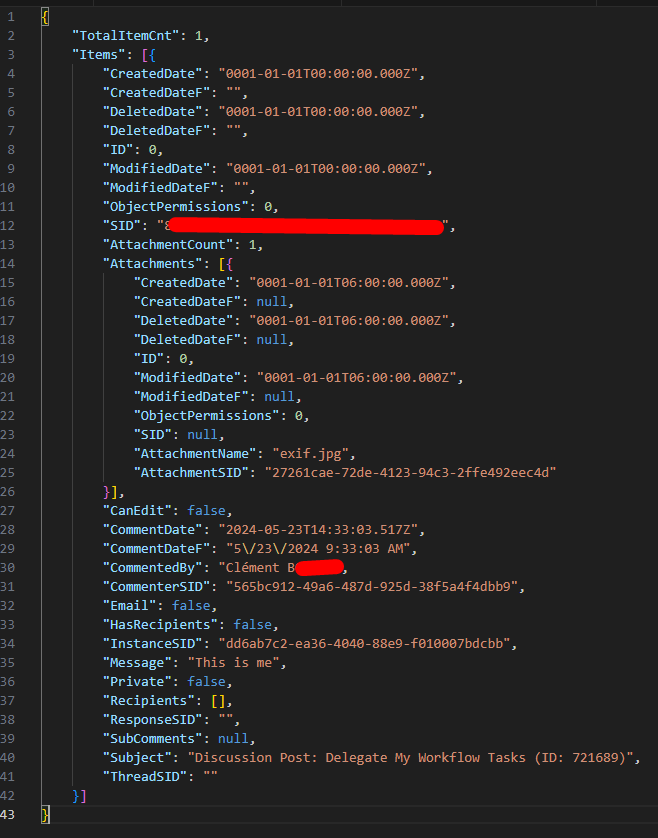 1 {
2 "TotalItemCnt": 1,
3 "Items": [{
4 "CreatedDate": "0001-01-01T00:00:00.000Z",
5 "CreatedDateF": "",
6 "DeletedDate": "0001-01-01T00:00:00.000Z",
7 "DeletedDateF": "",
8 "ID": 0,
9 "ModifiedDate": "0001-01-01T00:00:00.000Z",
10 "ModifiedDateF": "",
11 "ObjectPermissions": 0,
12 "SID": "",
13 "AttachmentCount": 1,
14 "Attachments": [{
15 "CreatedDate": "0001-01-01T06:00:00.000Z",
16 "CreatedDateF": null,
17 "DeletedDate": "0001-01-01T06:00:00.000Z",
18 "DeletedDateF": null,
19 "ID": 0,
20 "ModifiedDate": "0001-01-01T06:00:00.000Z",
21 "ModifiedDateF": null,
22 "ObjectPermissions": 0,
23 "SID": null,
24 "AttachmentName": "exif.jpg",
25 "AttachmentSID": "27261cae-72de-4123-94c3-2ffe492eec4d"
26 }],
27 "CanEdit": false,
28 "CommentDate": "2024-05-23T14:33:03.517Z",
29 "CommentDateF": "5\/23\/2024 9:33:03 AM",
30 "CommentedBy": "Clément B
31 "CommenterSID": "565bc912-49a6-487d-925d-38f5a4f4dbb9",
32 "Email": false,
33 "HasRecipients": false,
34 "InstanceSID": "dd6ab7c2-ea36-4040-88e9-f010007bdcbb",
35 "Message": "This is me",
36 "Private": false,
37 "Recipients": [],
38 "ResponseSID": "",
39 "SubComments": null,
40 "Subject": "Discussion Post: Delegate My Workflow Tasks (ID: 721689)",
41 "ThreadSID": ""
42 }]
43 }